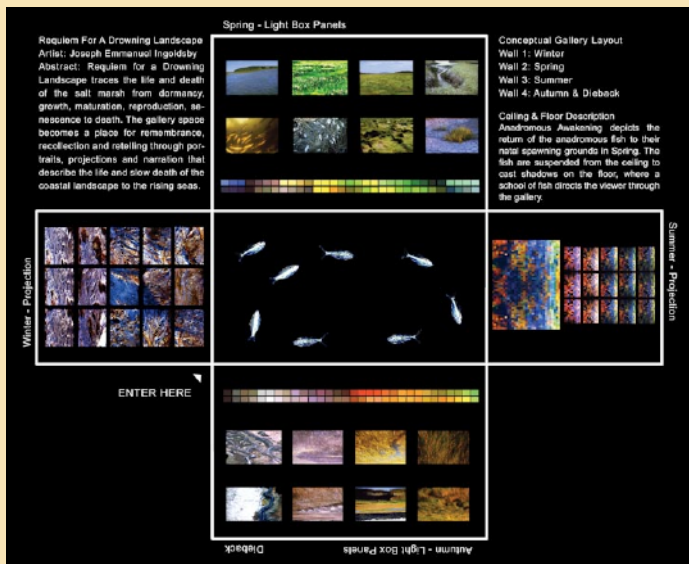 Spring - Light Box Panels
Requiem For A Drowning Landscape
Artist: Joseph Emmanuel Ingoldsby
Abstract: Requiem for a Drowning
Landscape traces the life and death
of the salt marsh from dormancy,
growth, maturation, reproduction, se-
nescence to death. The gallery space
becomes a place for remembrance,
recollection and retelling through por-
traits, projections and narration that
describe the life and slow death of the
coastal landscape to the rising seas.
Conceptual Gallery Layout
Wall 1: Winter
Wall 2: Spring
Wall 3: Summer
Wall 4: Autumn & Dieback
Ceiling & Floor Description
Anadromous Awakening depicts the
return of the anadromous fish to their
natal spawning grounds in Spring. The
fish are suspended from the ceiling to
cast shadows on the floor, where a
school of fish directs the viewer through
the gallery.
Winter - Projection
Summer - Projection
ENTER HERE
Dieback
Autumn - Light Box Panels